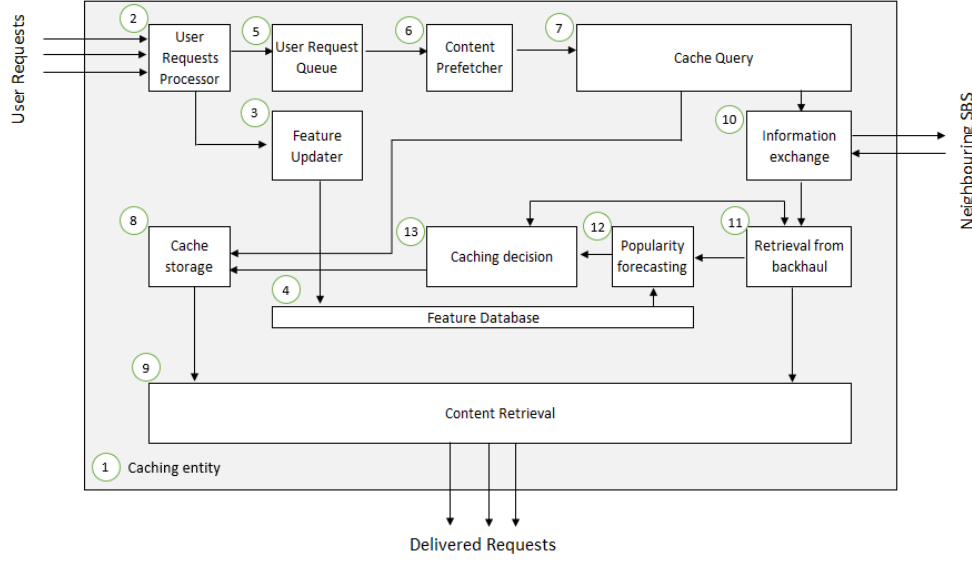 User Requests
2
User
Requests
Processor
5
User Request
Queue
6
Content
Prefetcher
7
Cache Query
3
Feature
Updater
10
Information
exchange
Neighbouring SBS
8
Cache
storage
13
Caching decision
12
Popularity
forecasting
11
Retrieval from
backhaul
4
Feature Database
9
Content Retrieval
1
Caching entity
Delivered Requests